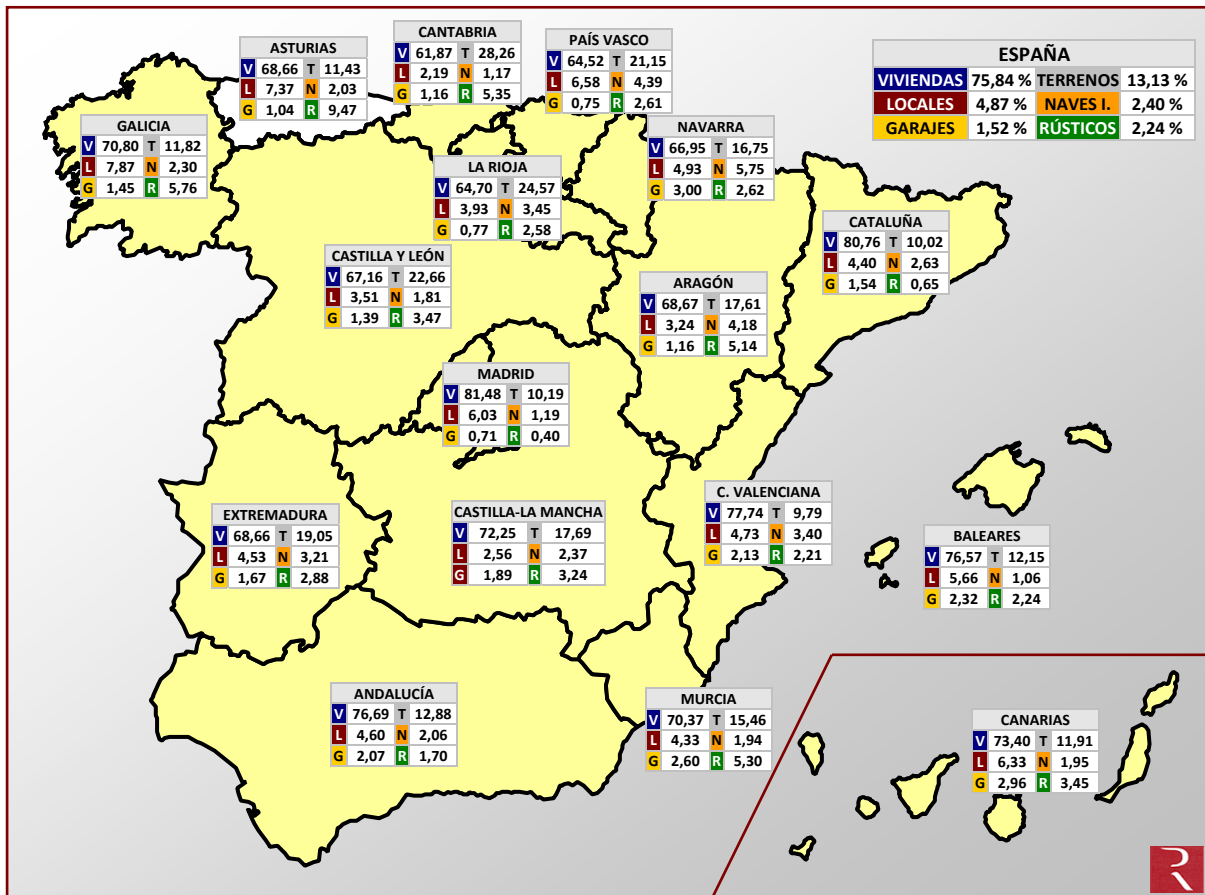 ASTURIAS
V 68,66 T 11,43
L 7,37 N 2,03
G 1,04 R 9,47
CANTABRIA
V 61,87 T 28,26
L 2,19 N 1,17
G 1,16 R 5,35
PAÍS VASCO
V 64,52 T 21,15
L 6,58 N 4,39
G 0,75 R 2,61
ESPAÑA
VIVIENDAS 75,84 % TERRENOS 13,13 %
LOCALES 4,87 % NAVES I. 2,40 %
GARAJES 1,52 % RÚSTICOS 2,24 %
GALICIA
V 70,80 T 11,82
L 7,87 N 2,30
G 1,45 R 5,76
NAVARRA
V 66,95 T 16,75
L 4,93 N 5,75
G 3,00 R 2,62
LA RIOJA
V 64,70 T 24,57
L 3,93 N 3,45
G 0,77 R 2,58
CATALUÑA
V 80,76 T 10,02
L 4,40 N 2,63
G 1,54 R 0,65
CASTILLA Y LEÓN
V 67,16 T 22,66
L 3,51 N 1,81
G 1,39 R 3,47
ARAGÓN
V 68,67 T 17,61
L 3,24 N 4,18
G 1,16 R 5,14
MADRID
V 81,48 T 10,19
L 6,03 N 1,19
G 0,71 R 0,40
C. VALENCIANA
V 77,74 T 9,79
L 4,73 N 3,40
G 2,13 R 2,21
EXTREMADURA
V 68,66 T 19,05
L 4,53 N 3,21
G 1,67 R 2,88
CASTILLA-LA MANCHA
V 72,25 T 17,69
L 2,56 N 2,37
G 1,89 R 3,24
BALEARES
V 76,57 T 12,15
L 5,66 N 1,06
G 2,32 R 2,24
ANDALUCÍA
V 76,69 T 12,88
L 4,60 N 2,06
G 2,07 R 1,70
MURCIA
V 70,37 T 15,46
L 4,33 N 1,94
G 2,60 R 5,30
CANARIAS
V 73,40 T 11,91
L 6,33 N 1,95
G 2,96 R 3,45
R